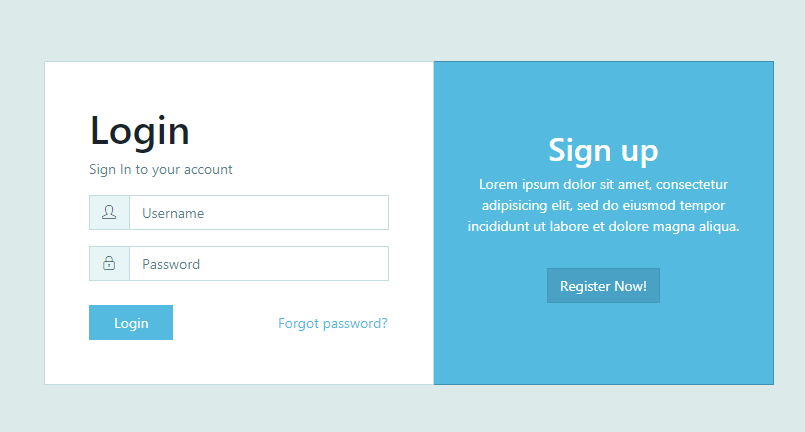 Login
Sign In to your account
Username
Password
Login
Forgot password?
Sign up
Lorem ipsum dolor sit amet, consectetur
adipisicing elit, sed do eiusmod tempor
incididunt ut labore et dolore magna aliqua.
Register Now!